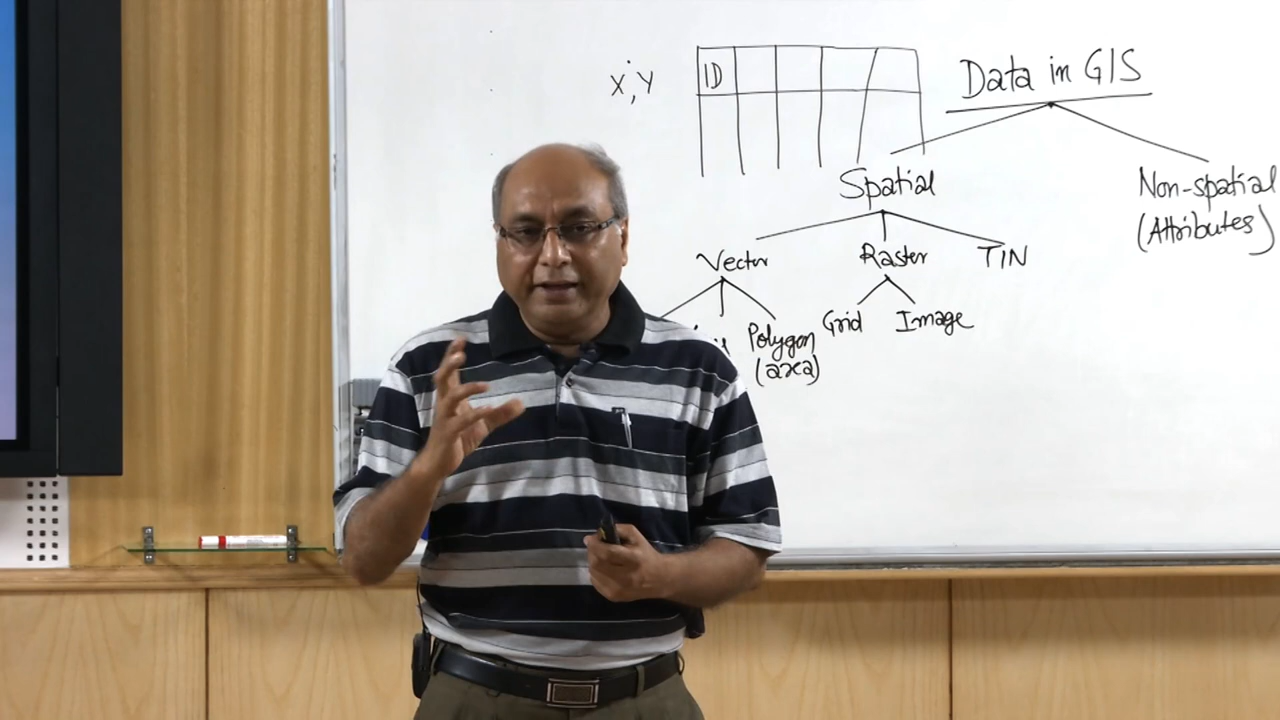 x, y
ID
Data in GIS
Spatial
Non-spatial
(Attributes)
Vector
Raster
TIN
Polygon
(area)
Grid
Image